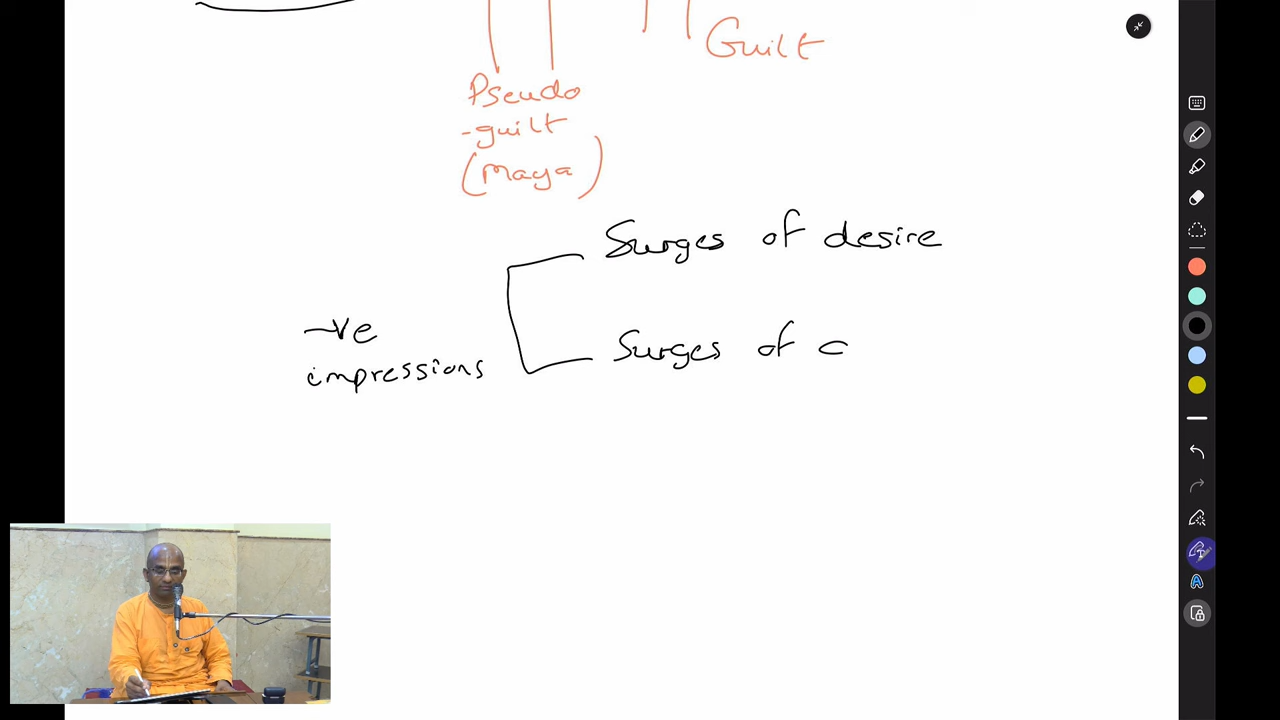 Guilt
Pseudo
-guilt
(Maya)
Surges of desire
-ve
impressions
Surges of